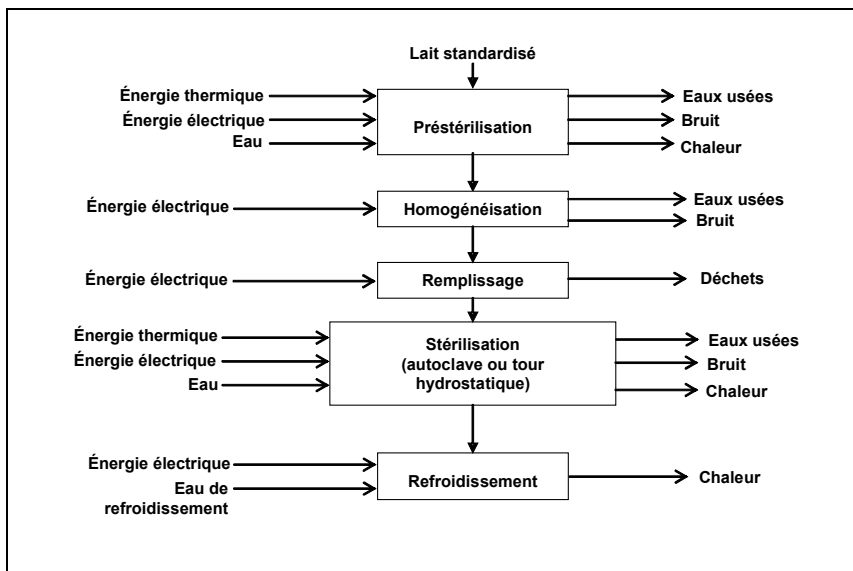 Lait standardisé
Énergie thermique
Énergie électrique
Eau
Préstérilisation
Eaux usées
Bruit
Chaleur
Énergie électrique
Homogénéisation
Eaux usées
Bruit
Énergie électrique
Remplissage
Déchets
Énergie thermique
Énergie électrique
Eau
Stérilisation
(autoclave ou tour
hydrostatique)
Eaux usées
Bruit
Chaleur
Énergie électrique
Eau de
refroidissement
Refroidissement
Chaleur